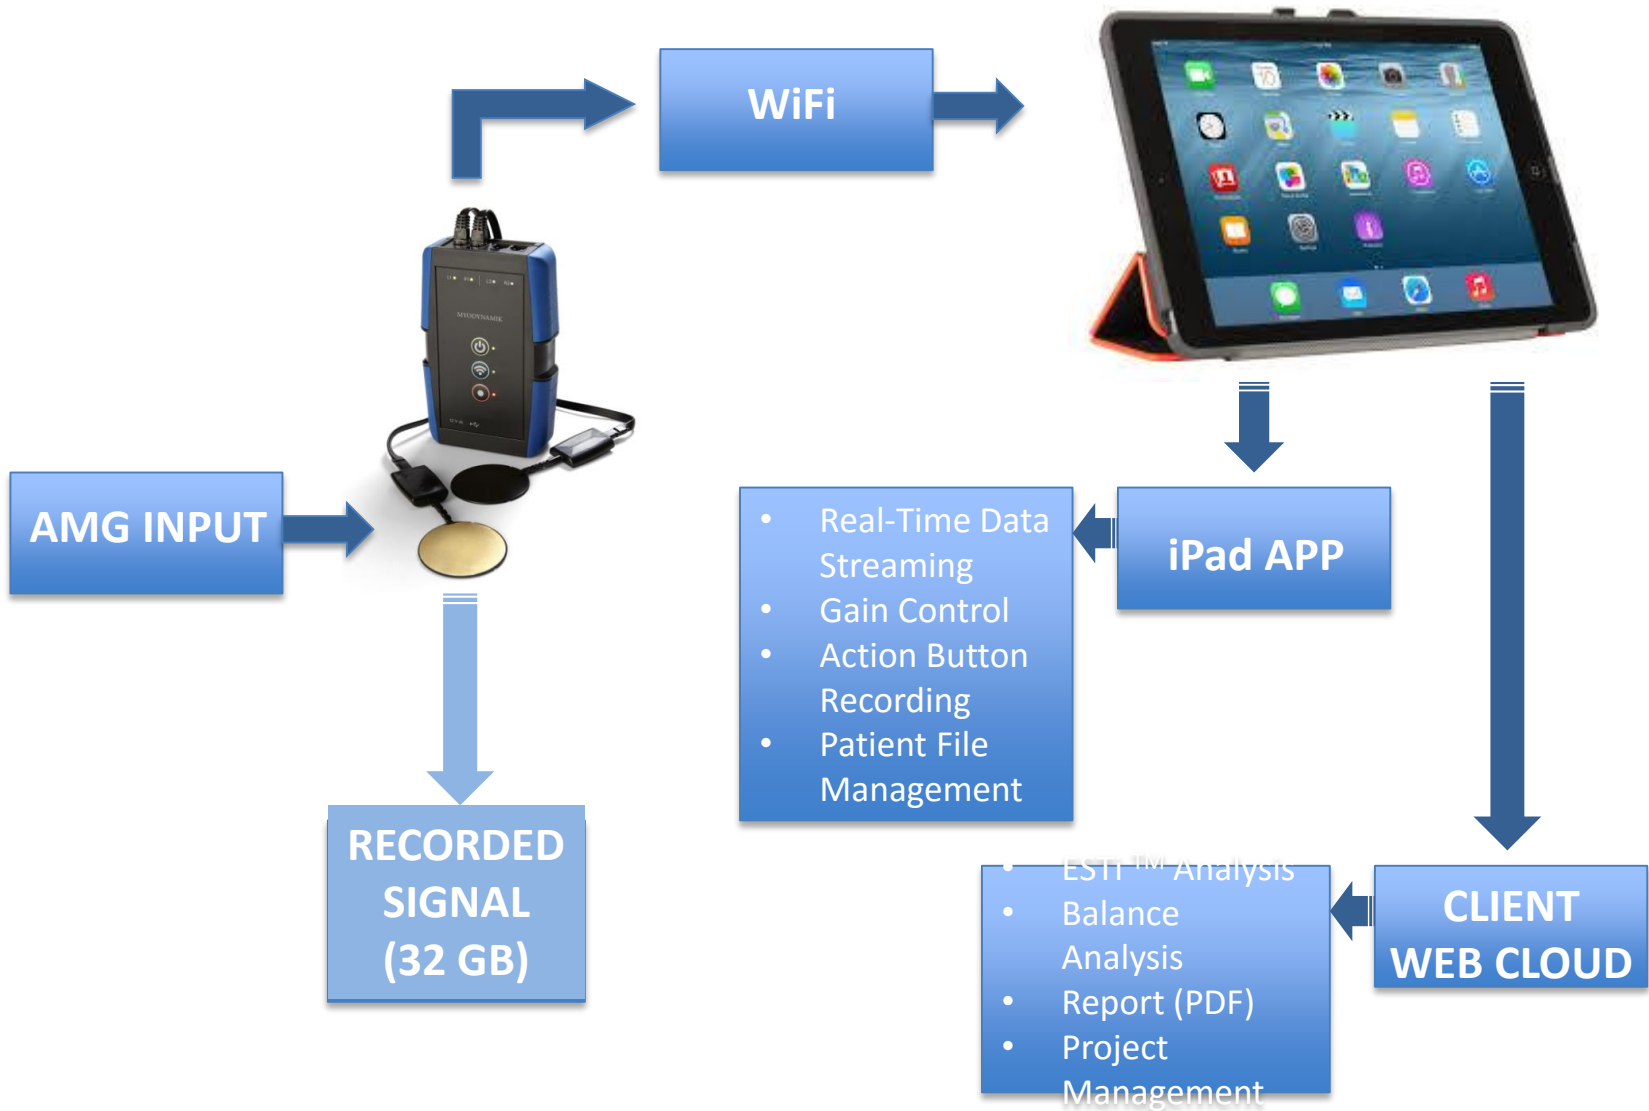 WiFi
MYODYNAMIK
AMG INPUT
• Real-Time Data
Streaming
• Gain Control
• Action Button
Recording
• Patient File
Management
iPad APP
RECORDED
SIGNAL
(32 GB)
• ESTi ™ Analysis
• Balance
Analysis
• Report (PDF)
• Project
Management
CLIENT
WEB CLOUD